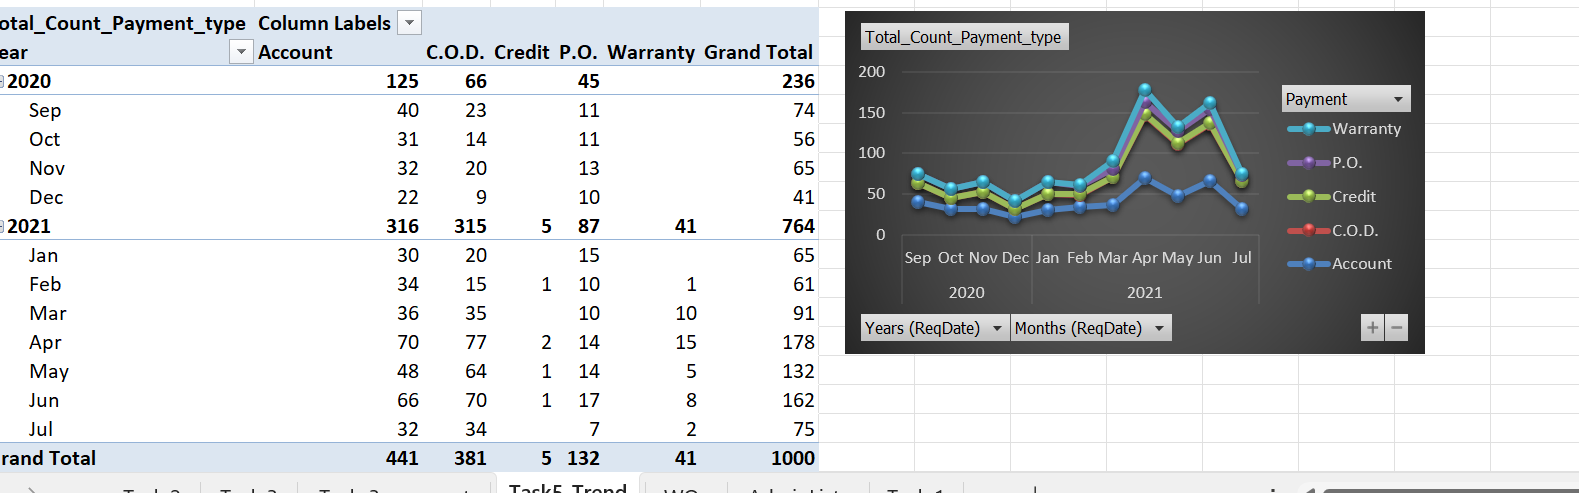 otal_Count_Payment_type Column Labels
ear Account C.O.D. Credit P.O. Warranty Grand Total
2020 125 66 45 236
Sep 40 23 11 74
Oct 31 14 11 56
Nov 32 20 13 65
Dec 22 9 10 41
2021 316 315 5 87 41 764
Jan 30 20 15 65
Feb 34 15 1 10 1 61
Mar 36 35 10 10 91
Apr 70 77 2 14 15 178
May 48 64 1 14 5 132
Jun 66 70 1 17 8 162
Jul 32 34 7 2 75
rand Total 441 381 5 132 41 1000
Total_Count_Payment_type
200
150
100
50
0
Sep Oct Nov Dec Jan Feb Mar Apr May Jun Jul
2020 2021
Payment
Warranty
P.O.
Credit
C.O.D.
Account
Years (ReqDate) Months (ReqDate)
+ −
Task5 Trend